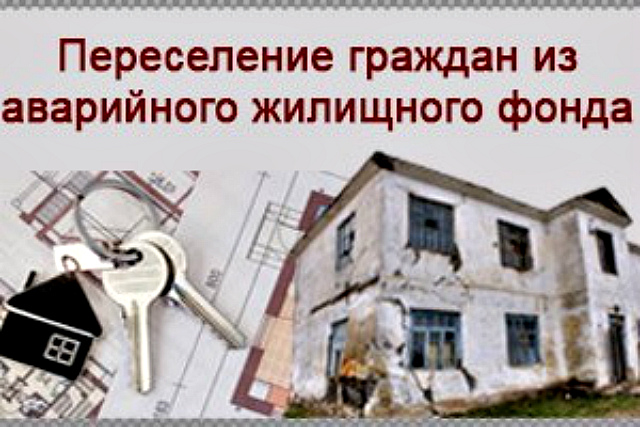 Переселение граждан из
аварийного жилищного фонда